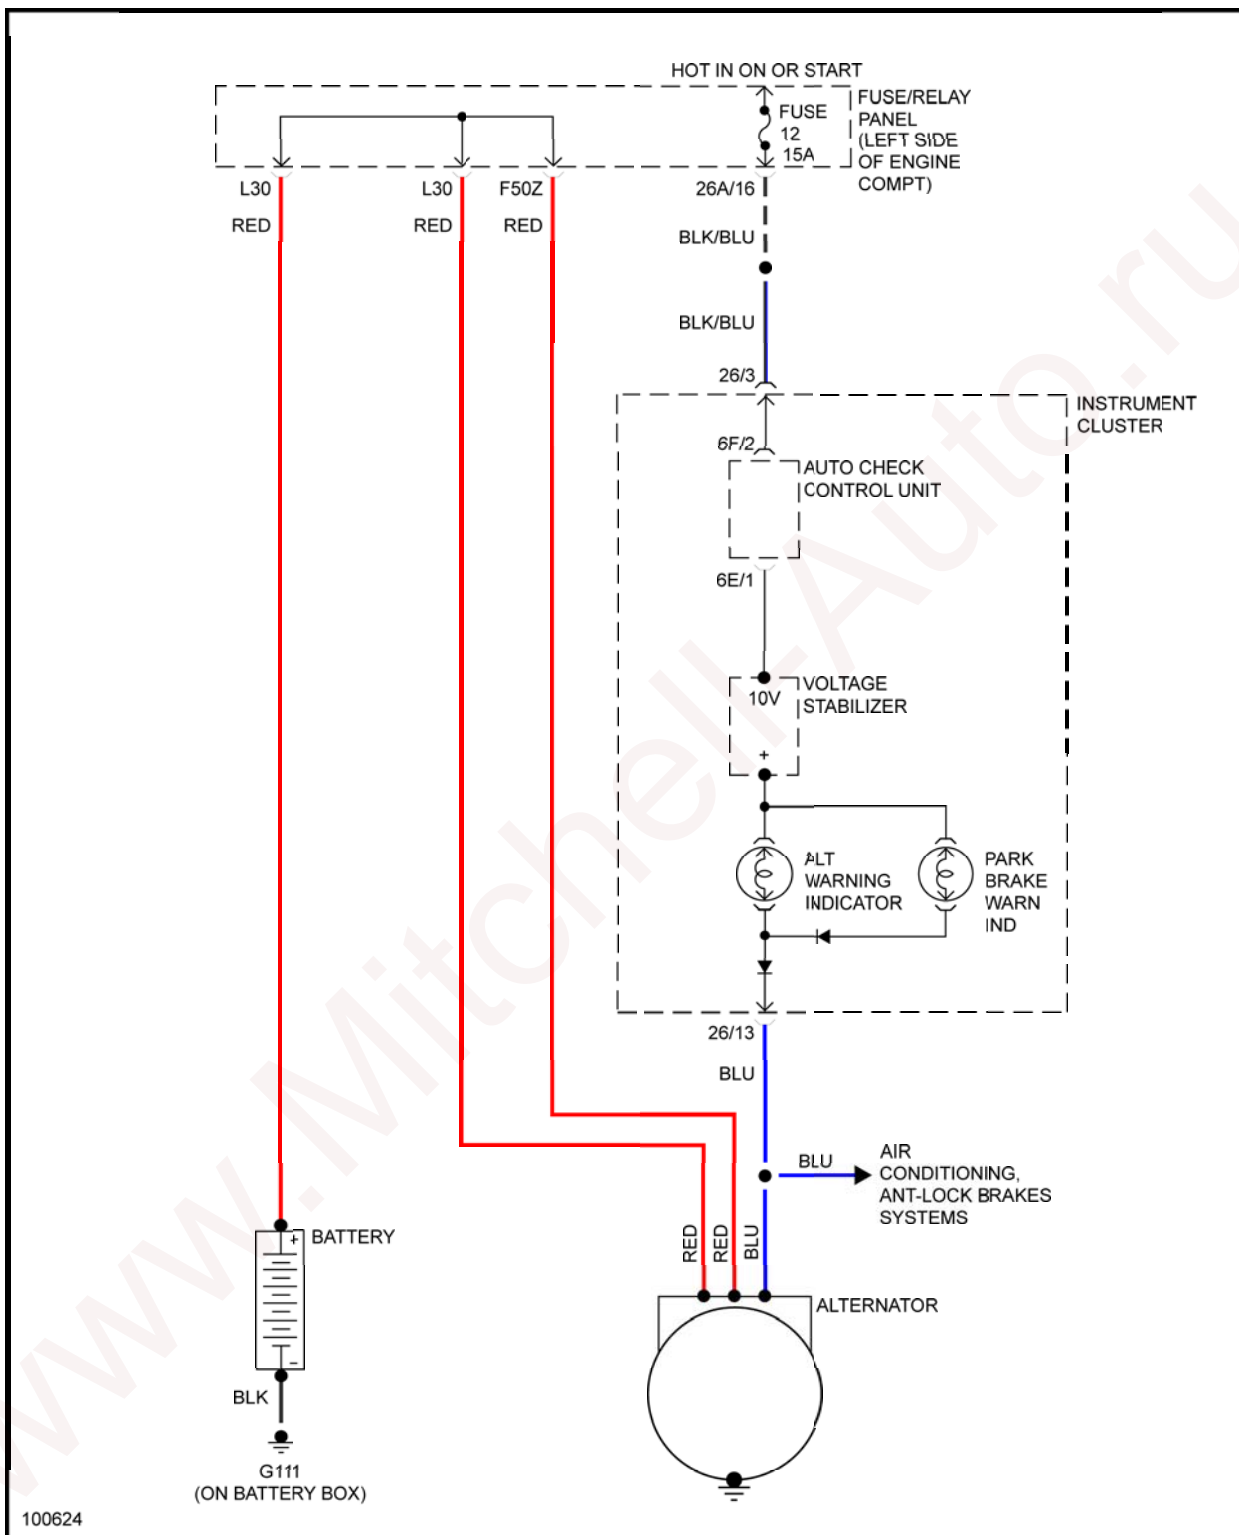 HOT IN ON OR START
FUSE
12
15A
FUSE/RELAY
PANEL
(LEFT SIDE
OF ENGINE
COMPT)
L30
L30
F50Z
26A/16
RED
RED
RED
BLK/BLU
BLK/BLU
26/3
INSTRUMENT
CLUSTER
6F/2
AUTO CHECK
CONTROL UNIT
6E/1
10V
VOLTAGE
STABILIZER
+
ALT
WARNING
INDICATOR
PARK
BRAKE
WARN
IND
26/13
BLU
BLU
AIR
CONDITIONING,
ANT-LOCK BRAKES
SYSTEMS
RED
RED
BLU
+
BATTERY
-
ALTERNATOR
BLK
G111
(ON BATTERY BOX)
100624
www.Mitchell-Auto.ru